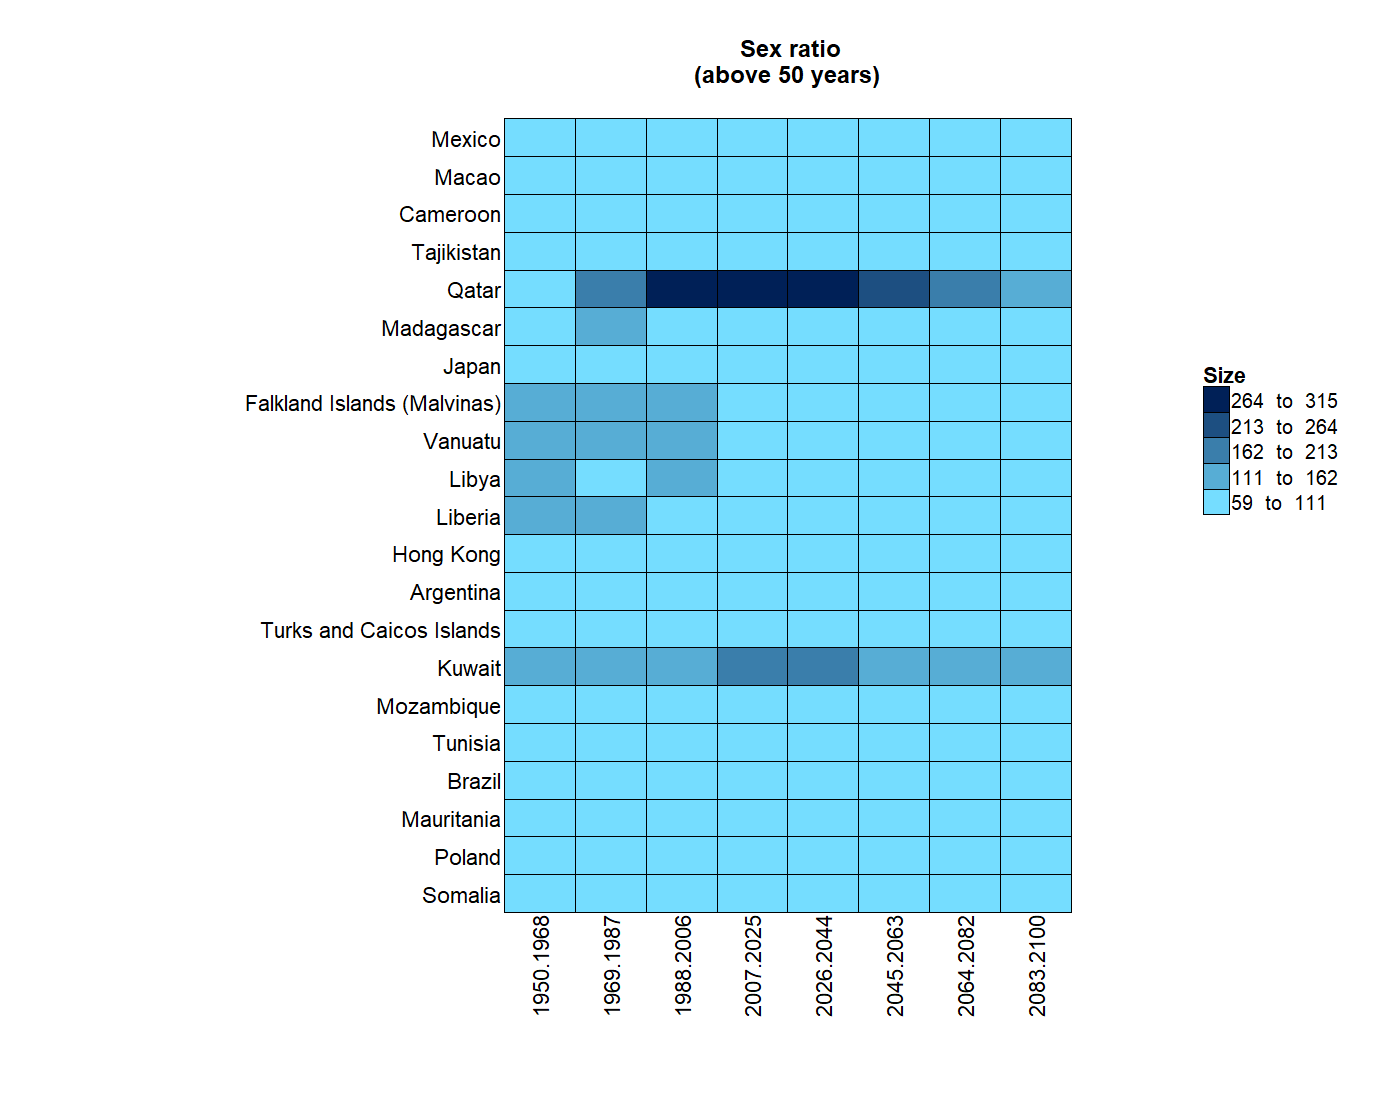 Sex ratio
(above 50 years)
Mexico
Macao
Cameroon
Tajikistan
Qatar
Madagascar
Japan
Falkland Islands (Malvinas)
Vanuatu
Libya
Liberia
Hong Kong
Argentina
Turks and Caicos Islands
Kuwait
Mozambique
Tunisia
Brazil
Mauritania
Poland
Somalia
1950.1968
1969.1987
1988.2006
2007.2025
2026.2044
2045.2063
2064.2082
2083.2100
Size
264 to 315
213 to 264
162 to 213
111 to 162
59 to 111